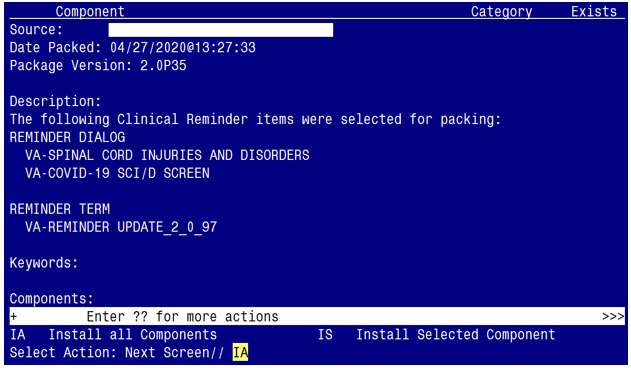 Component Category Exists
Source:
Date Packed: 04/27/2020@13:27:33
Package Version: 2.0P35
Description:
The following Clinical Reminder items were selected for packing:
REMINDER DIALOG
VA-SPINAL CORD INJURIES AND DISORDERS
VA-COVID-19 SCI/D SCREEN
REMINDER TERM
VA-REMINDER UPDATE_2_0_97
Keywords:
Components:
+ Enter ?? for more actions >>>
IA Install all Components IS Install Selected Component
Select Action: Next Screen// IA